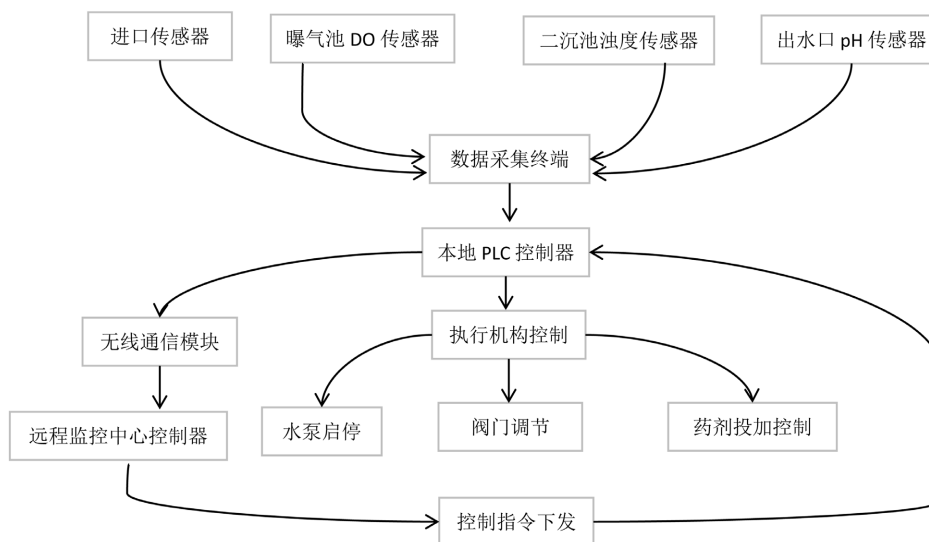 进口传感器
曝气池 DO 传感器
二沉池浊度传感器
出水口 pH 传感器
数据采集终端
本地 PLC 控制器
无线通信模块
执行机构控制
远程监控中心控制器
水泵启停
阀门调节
药剂投加控制
控制指令下发